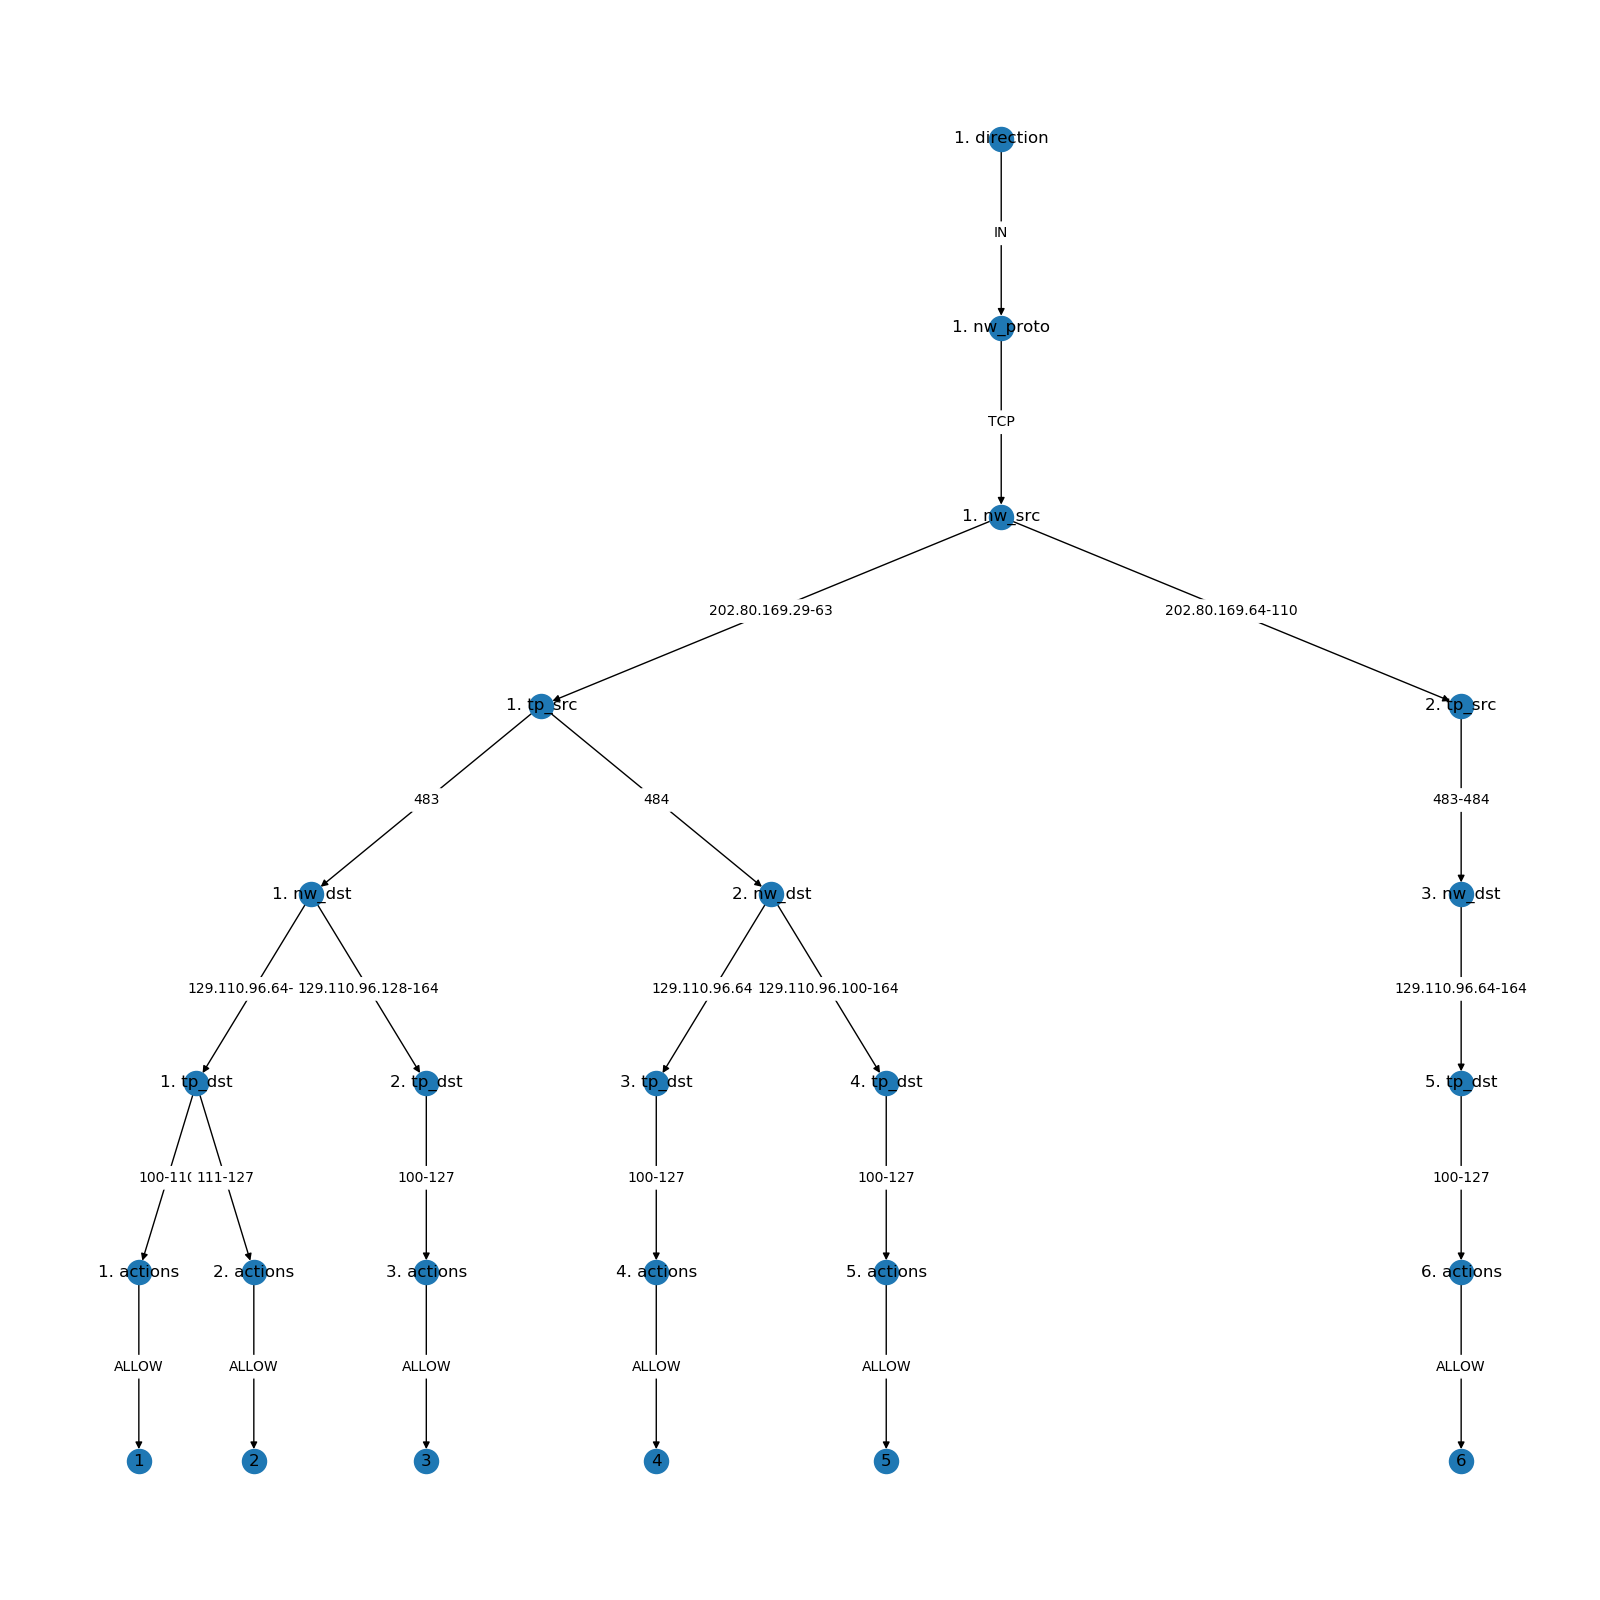 1. direction
IN
1. nw_proto
TCP
1. nw_src
202.80.169.29-63
202.80.169.64-110
1. tp_src
2. tp_src
483
484
483-484
1. nw_dst
2. nw_dst
3. nw_dst
129.110.96.64-
129.110.96.128-164
129.110.96.64
129.110.96.100-164
129.110.96.64-164
1. tp_dst
2. tp_dst
3. tp_dst
4. tp_dst
5. tp_dst
100-110
111-127
100-127
100-127
100-127
100-127
1. actions
2. actions
3. actions
4. actions
5. actions
6. actions
ALLOW
ALLOW
ALLOW
ALLOW
ALLOW
ALLOW
1
2
3
4
5
6